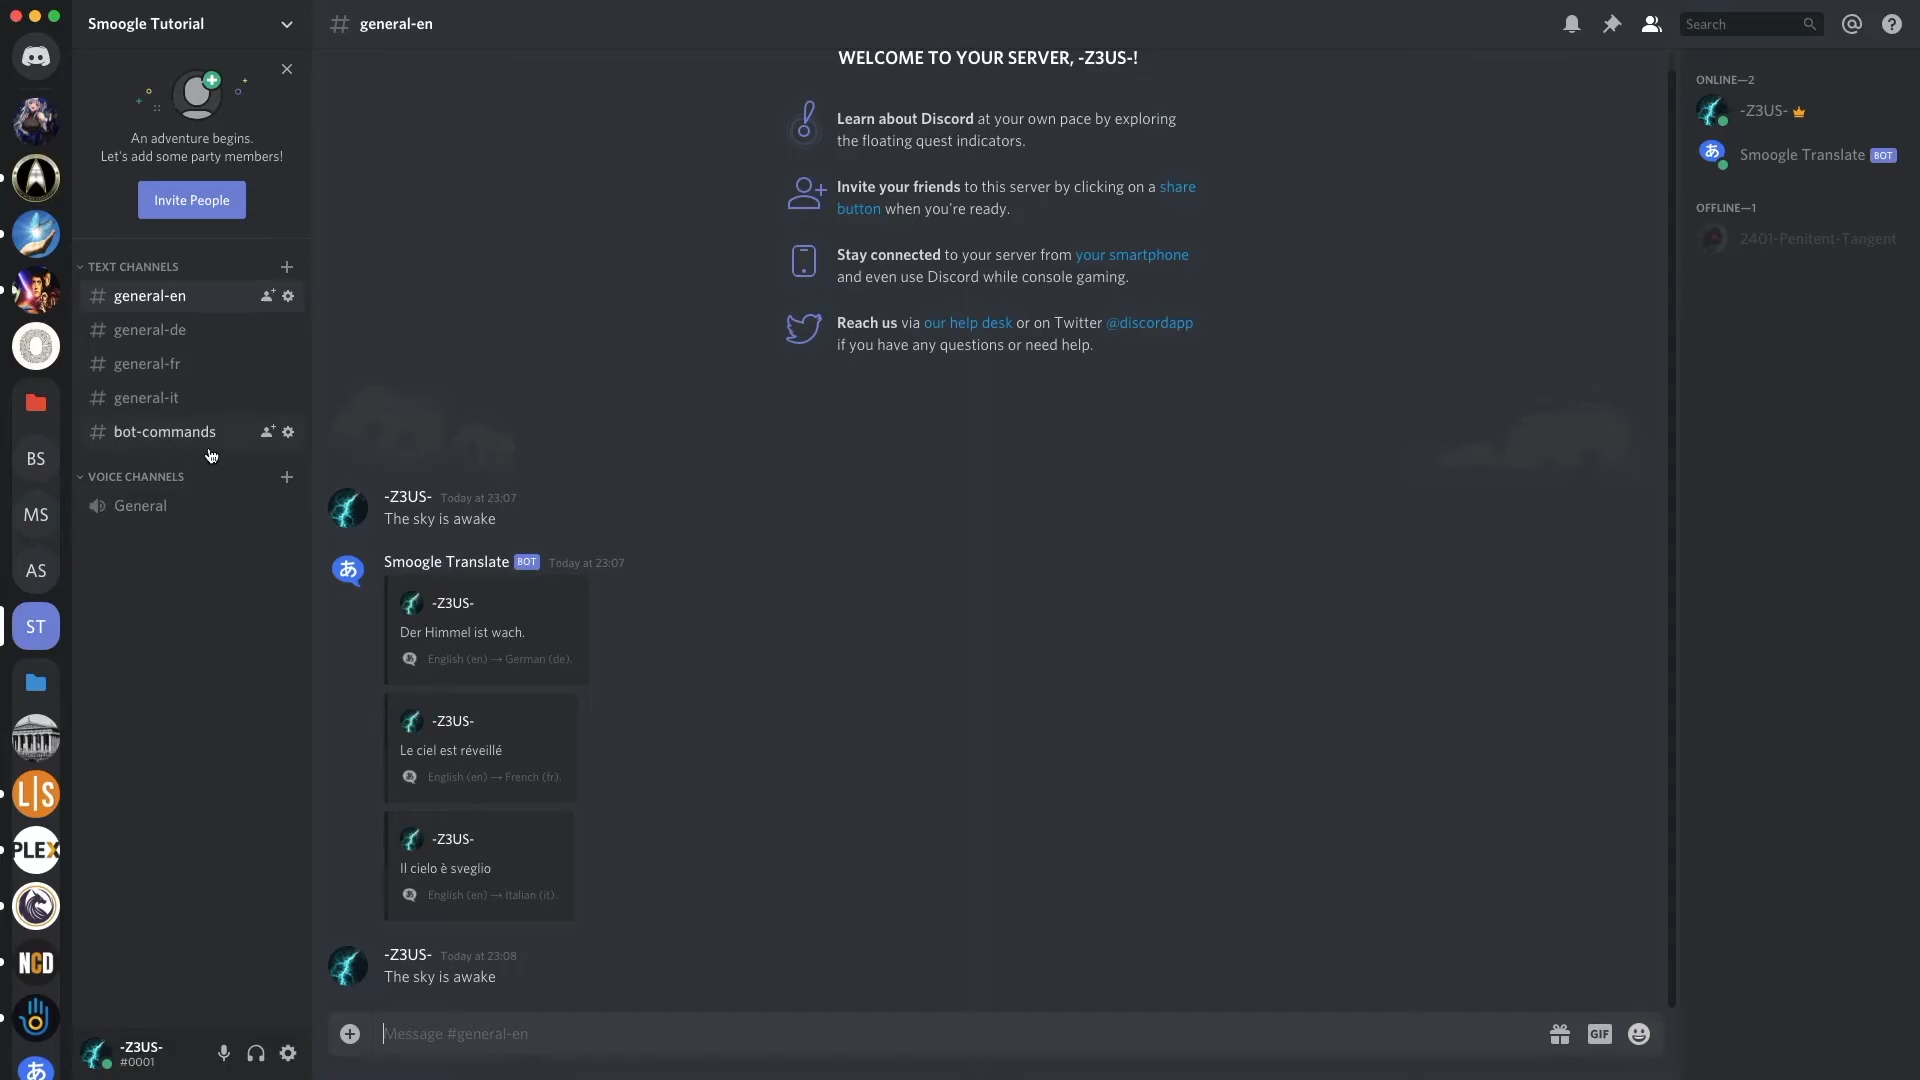 Smoogle Tutorial
An adventure begins.
Let's add some party members!
Invite People
TEXT CHANNELS
general-en
general-de
general-fr
general-it
bot-commands
VOICE CHANNELS
General
BS
MS
AS
ST
L|S
PLEX
NCD
あ
-Z3US-
#0001
general-en
Search
WELCOME TO YOUR SERVER, -Z3US-!
Learn about Discord at your own pace by exploring
the floating quest indicators.
Invite your friends to this server by clicking on a share
button when you're ready.
Stay connected to your server from your smartphone
and even use Discord while console gaming.
Reach us via our help desk or on Twitter @discordapp
if you have any questions or need help.
-Z3US- Today at 23:07
The sky is awake
あ
Smoogle Translate BOT Today at 23:07
-Z3US-
Der Himmel ist wach.
English (en) → German (de).
-Z3US-
Le ciel est réveillé
English (en) → French (fr).
-Z3US-
Il cielo è sveglio
English (en) → Italian (it).
-Z3US- Today at 23:08
The sky is awake
Message #general-en
GIF
ONLINE—2
-Z3US-
あ
Smoogle Translate BOT
OFFLINE—1
2401-Penitent-Tangent